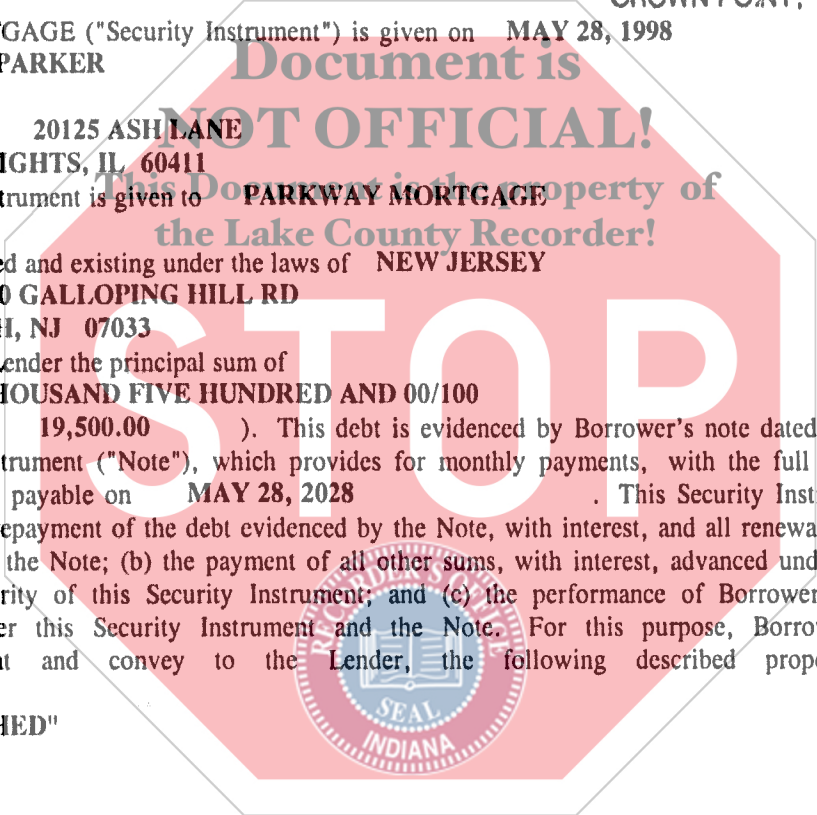 CROWN POINT,
GAGE ("Security Instrument") is given on MAY 28, 1998
PARKER
Document is
20125 ASH LANE
NOT OFFICIAL!
IGHTS, IL 60411
trument is given to PARKWAY MORTGAGE
This Document is the property of
the Lake County Recorder!
ed and existing under the laws of NEW JERSEY
0 GALLOPING HILL RD
H, NJ 07033
ender the principal sum of
HOUSAND FIVE HUNDRED AND 00/100
STOP
19,500.00 ). This debt is evidenced by Borrower's note dated
trument ("Note"), which provides for monthly payments, with the full
payable on MAY 28, 2028 . This Security Inst
epayment of the debt evidenced by the Note, with interest, and all renewa
the Note; (b) the payment of all other sums, with interest, advanced und
rity of this Security Instrument; and (c) the performance of Borrower
er this Security Instrument and the Note. For this purpose, Borro
t and convey to the Lender, the following described prop
RECORDER'S OFFICE
SEAL
INDIANA
HED"